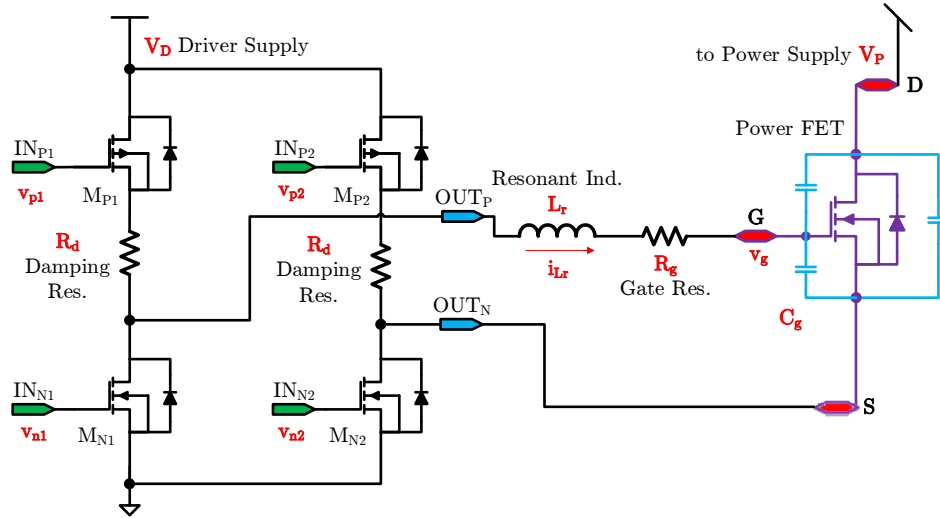 V_D Driver Supply
to Power Supply V_P
D
Power FET
IN_P1
v_p1
M_P1
IN_P2
v_p2
M_P2
Resonant Ind.
L_r
i_Lr
OUT_P
G
v_g
R_d
Damping
Res.
R_d
Damping
Res.
R_g
Gate Res.
OUT_N
C_g
IN_N1
v_n1
M_N1
IN_N2
v_n2
M_N2
S